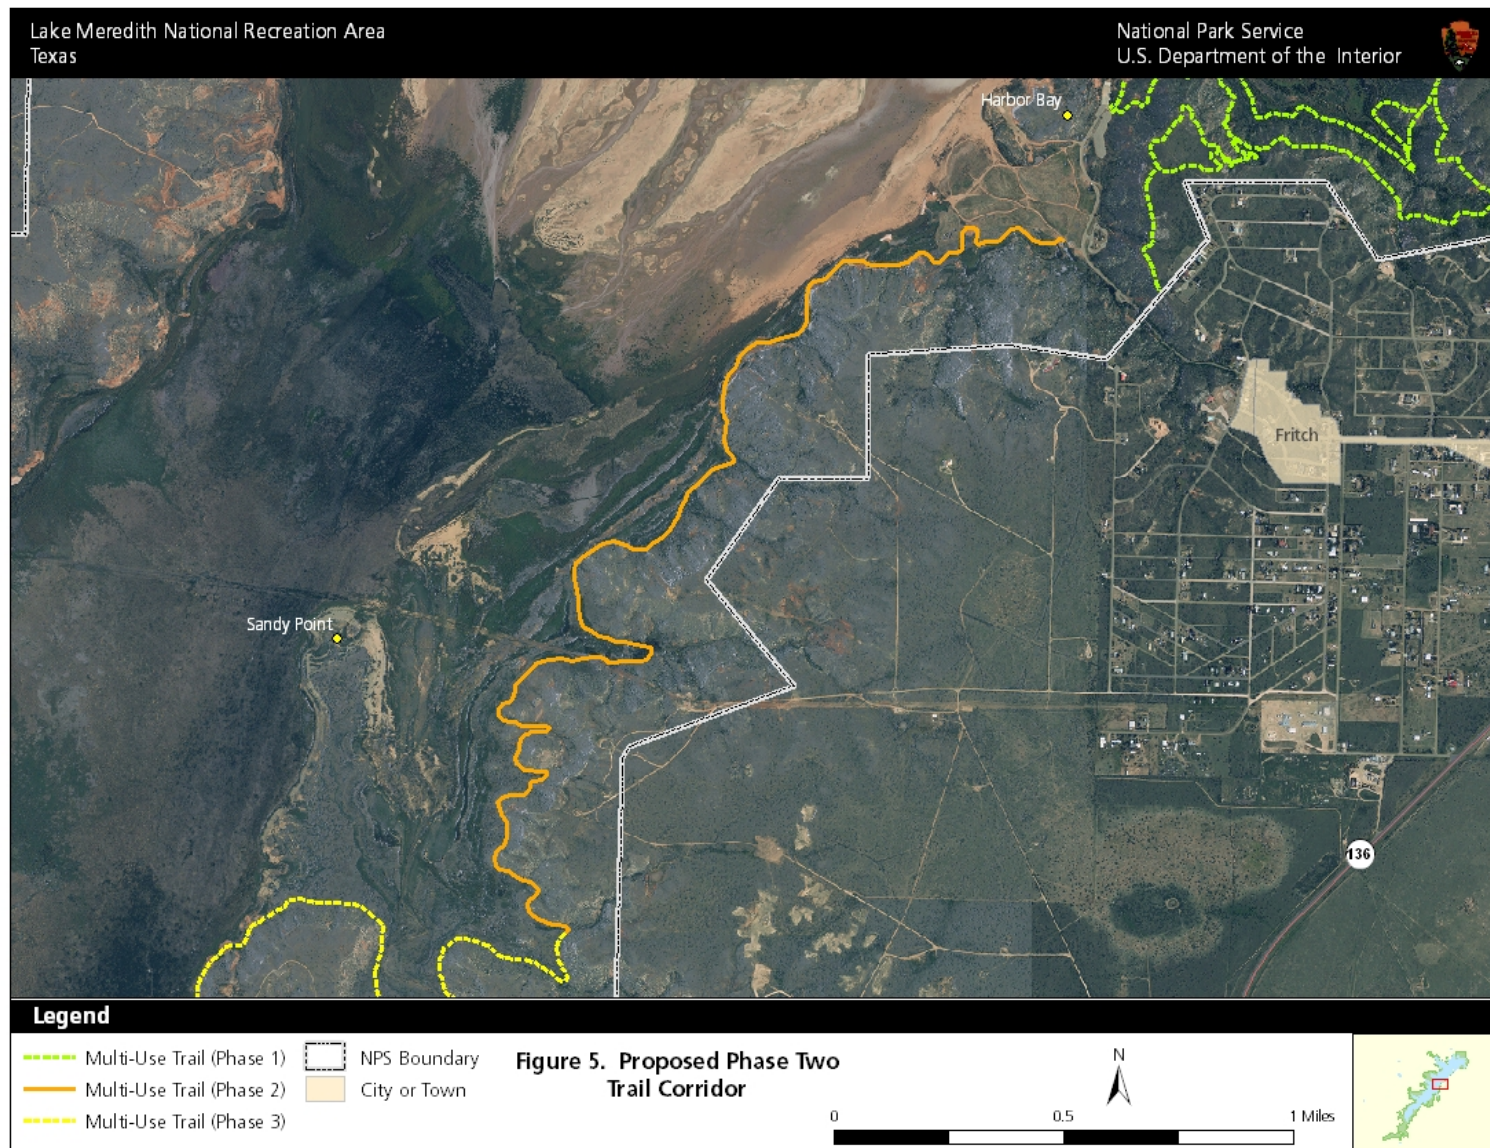 Lake Meredith National Recreation Area
Texas
National Park Service
U.S. Department of the Interior
Harbor Bay
Fritch
Sandy Point
136
Legend
Multi-Use Trail (Phase 1)
Multi-Use Trail (Phase 2)
Multi-Use Trail (Phase 3)
NPS Boundary
City or Town
Figure 5. Proposed Phase Two
Trail Corridor
N
0 0.5 1 Miles